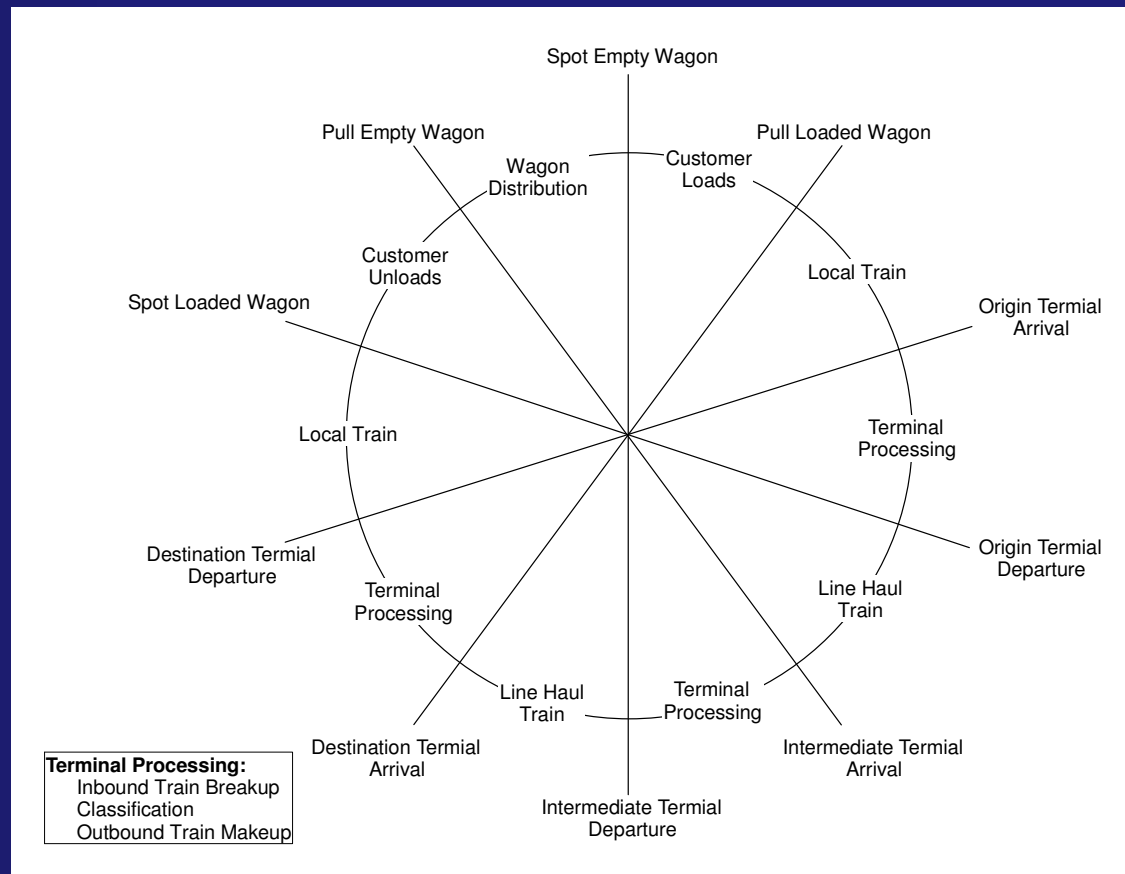 Spot Empty Wagon
Pull Empty Wagon
Pull Loaded Wagon
Wagon
Distribution
Customer
Loads
Customer
Unloads
Local Train
Spot Loaded Wagon
Origin Termial
Arrival
Local Train
Terminal
Processing
Destination Termial
Departure
Origin Termial
Departure
Terminal
Processing
Line Haul
Train
Line Haul
Train
Terminal
Processing
Destination Termial
Arrival
Intermediate Termial
Arrival
Intermediate Termial
Departure
Terminal Processing:
Inbound Train Breakup
Classification
Outbound Train Makeup